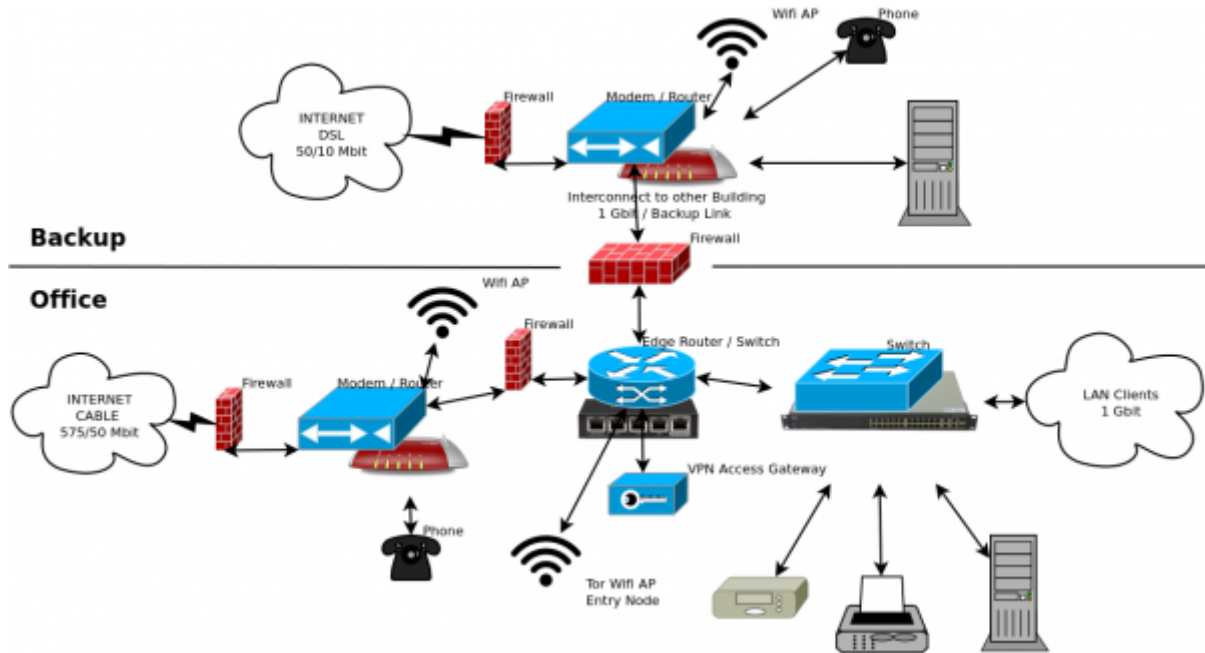 Wifi AP
Phone
Firewall
Modem / Router
INTERNET
DSL
50/10 Mbit
Interconnect to other Building
1 Gbit / Backup Link
Backup
Firewall
Office
Wifi AP
Firewall
Edge Router / Switch
Switch
Firewall
Modem / Router
INTERNET
CABLE
575/50 Mbit
LAN Clients
1 Gbit
VPN Access Gateway
Phone
Tor Wifi AP
Entry Node